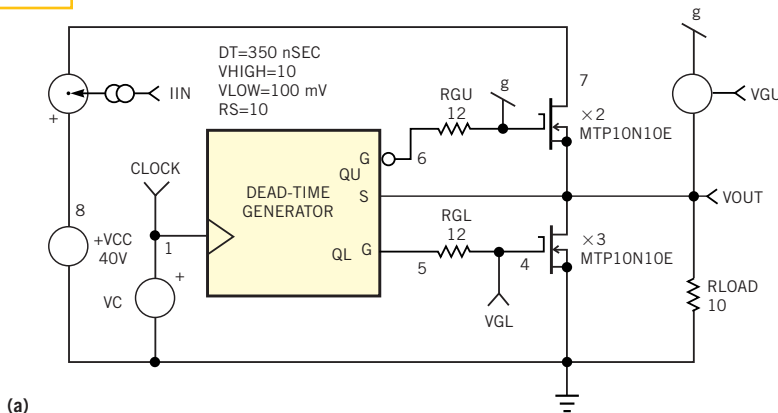 g
DT=350 nSEC
VHIGH=10
VLOW=100 mV
RS=10
7
IIN
+
RGU
12
g
VGU
×2
MTP10N10E
G
6
QU
CLOCK
DEAD-TIME
GENERATOR
S
VOUT
8
+VCC
40V
1
RGL
12
QL G
5
4
×3
MTP10N10E
+
VC
VGL
RLOAD
10
(a)